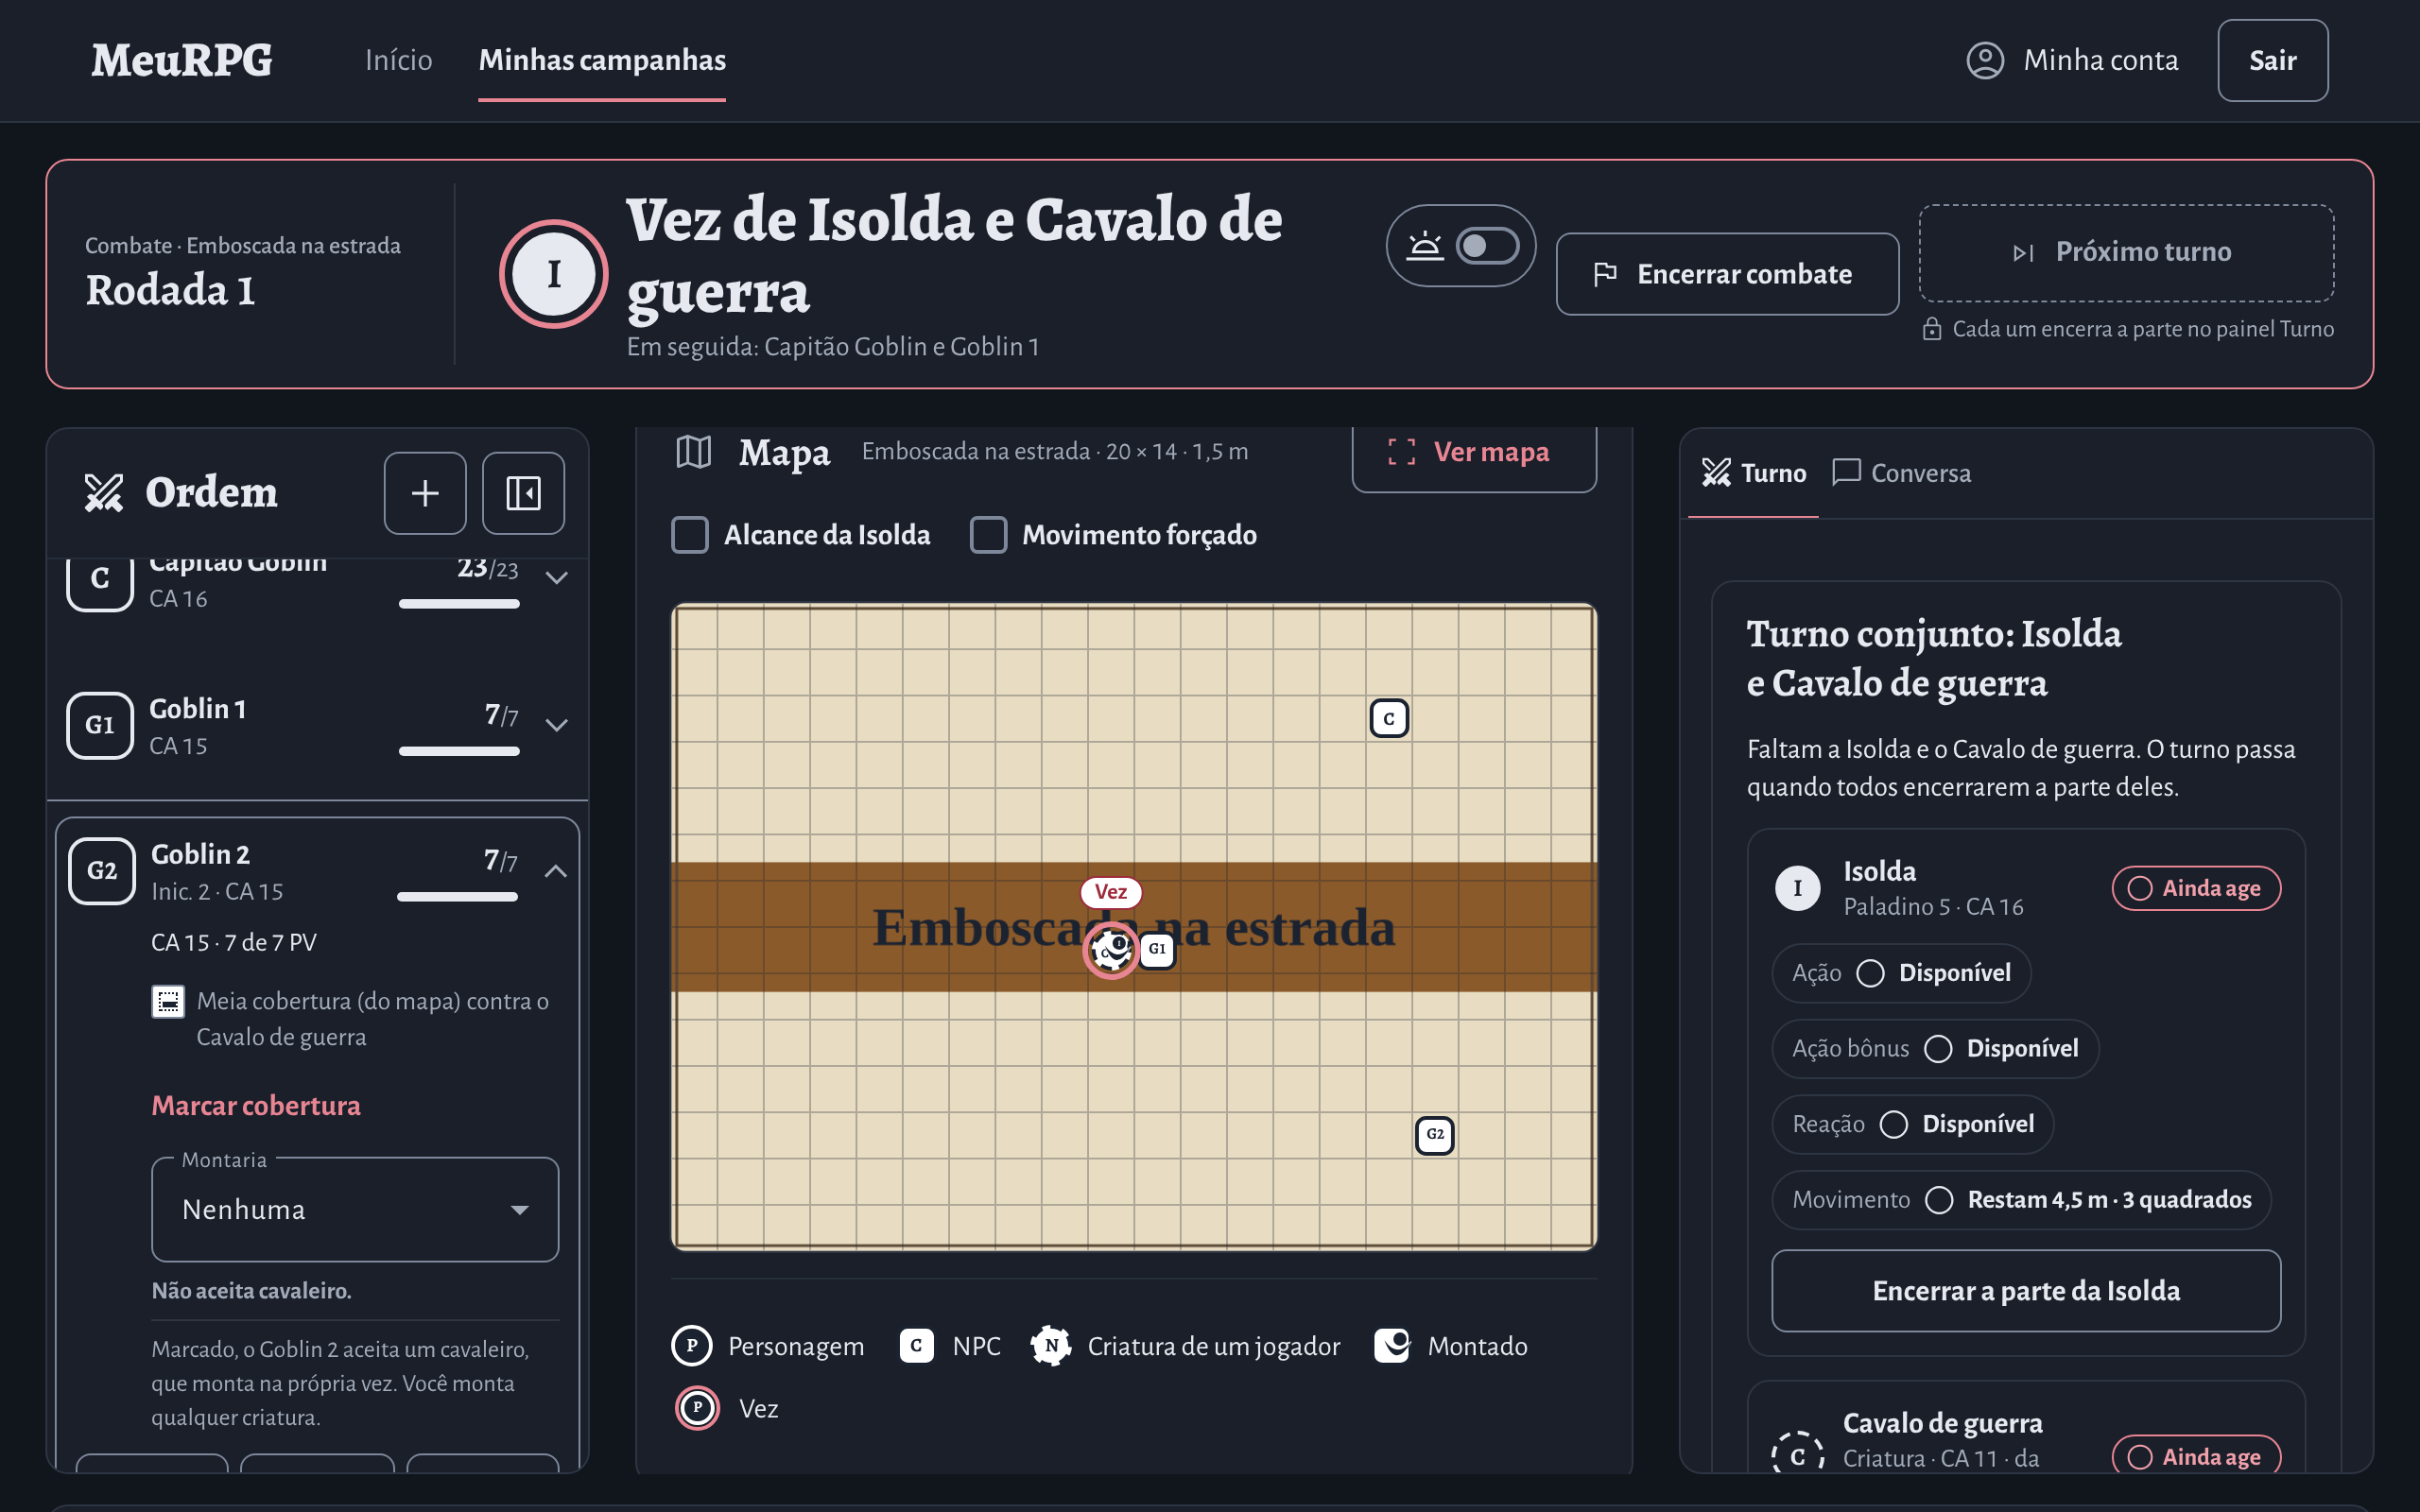 MeuRPG
Início
Minhas campanhas
Minha conta
Sair
Combate · Emboscada na estrada
Rodada 1
I
Vez de Isolda e Cavalo de
guerra
Em seguida: Capitão Goblin e Goblin 1
Encerrar combate
Próximo turno
Cada um encerra a parte no painel Turno
Ordem
C
Capitão Goblin
23/23
CA 16
G1
Goblin 1
7/7
CA 15
G2
Goblin 2
7/7
Inic. 2 · CA 15
CA 15 · 7 de 7 PV
Meia cobertura (do mapa) contra o
Cavalo de guerra
Marcar cobertura
Montaria
Nenhuma
Não aceita cavaleiro.
Marcado, o Goblin 2 aceita um cavaleiro,
que monta na própria vez. Você monta
qualquer criatura.
Mapa
Emboscada na estrada · 20 × 14 · 1,5 m
Ver mapa
Alcance da Isolda
Movimento forçado
C
Vez
Emboscada na estrada
G1
G2
P
Personagem
C
NPC
N
Criatura de um jogador
Montado
P
Vez
Turno
Conversa
Turno conjunto: Isolda
e Cavalo de guerra
Faltam a Isolda e o Cavalo de guerra. O turno passa
quando todos encerrarem a parte deles.
I
Isolda
Paladino 5 · CA 16
Ainda age
Ação
Disponível
Ação bônus
Disponível
Reação
Disponível
Movimento
Restam 4,5 m · 3 quadrados
Encerrar a parte da Isolda
C
Cavalo de guerra
Criatura · CA 11 · da
Ainda age